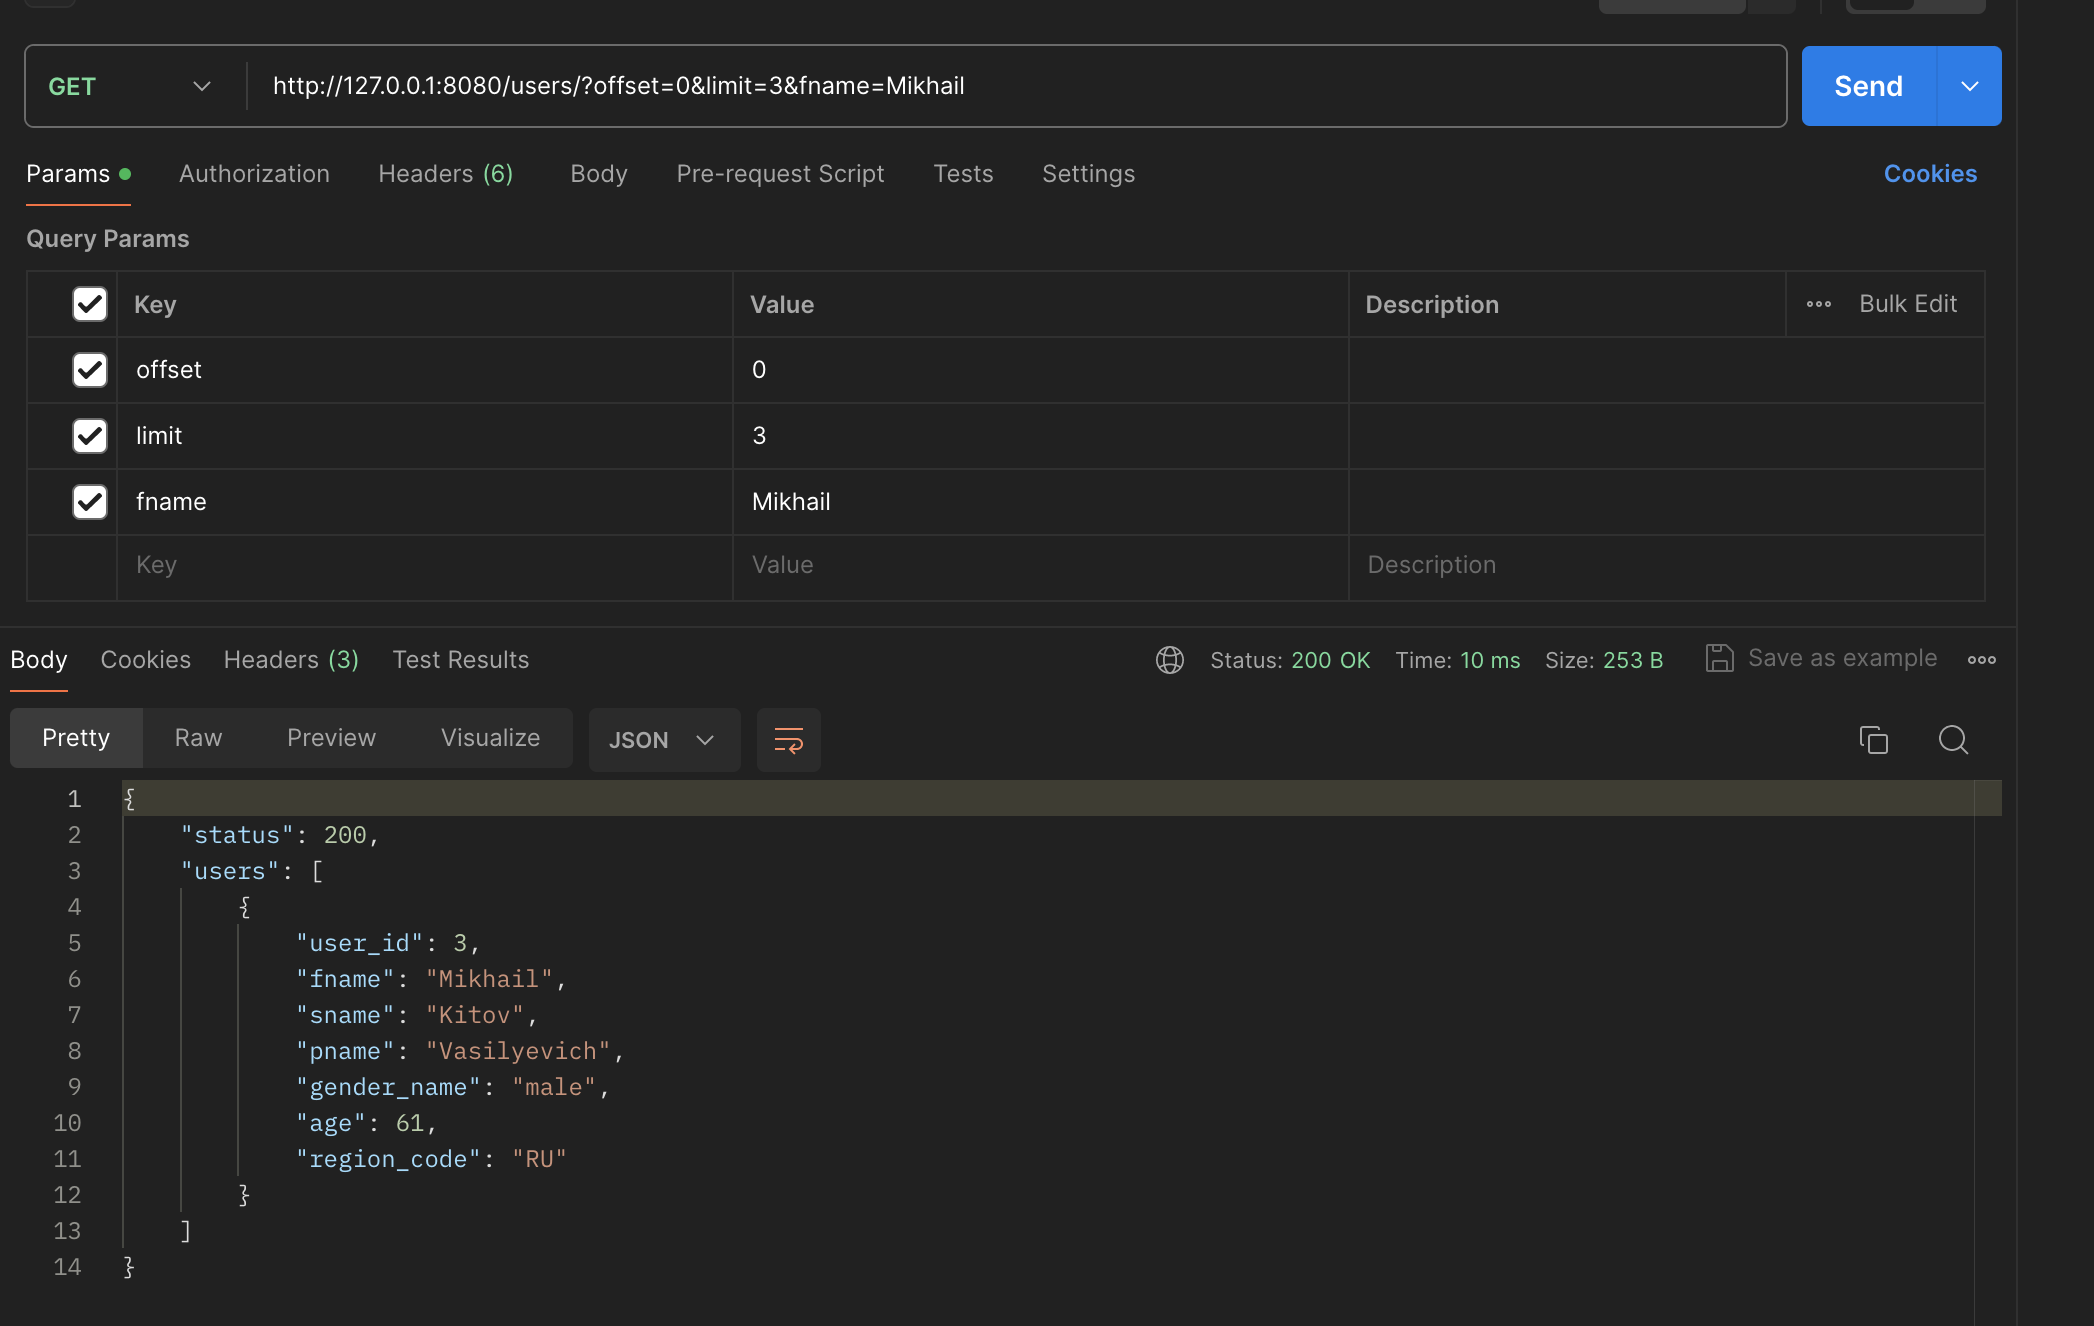 GET http://127.0.0.1:8080/users/?offset=0&limit=3&fname=Mikhail Send
Params Authorization Headers (6) Body Pre-request Script Tests Settings Cookies
Query Params
Key Value Description Bulk Edit
offset 0
limit 3
fname Mikhail
Key Value Description
Body Cookies Headers (3) Test Results Status: 200 OK Time: 10 ms Size: 253 B Save as example
Pretty Raw Preview Visualize JSON
1 {
2 "status": 200,
3 "users": [
4 {
5 "user_id": 3,
6 "fname": "Mikhail",
7 "sname": "Kitov",
8 "pname": "Vasilyevich",
9 "gender_name": "male",
10 "age": 61,
11 "region_code": "RU"
12 }
13 ]
14 }